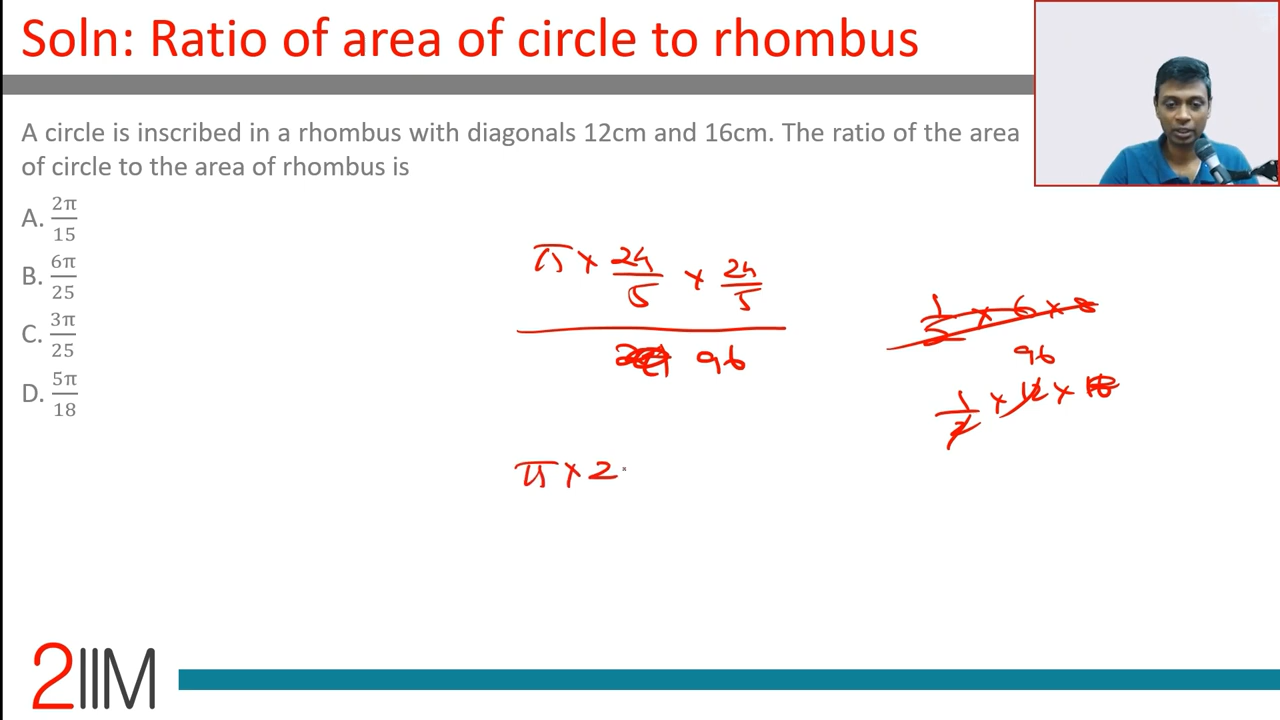 Soln: Ratio of area of circle to rhombus
A circle is inscribed in a rhombus with diagonals 12cm and 16cm. The ratio of the area
of circle to the area of rhombus is
A. 2π/15
B. 6π/25
C. 3π/25
D. 5π/18
π × 24/5 × 24/5
96
1/2 × 6 × 8
96
1/2 × 12 × 16
π × 2
2IIM